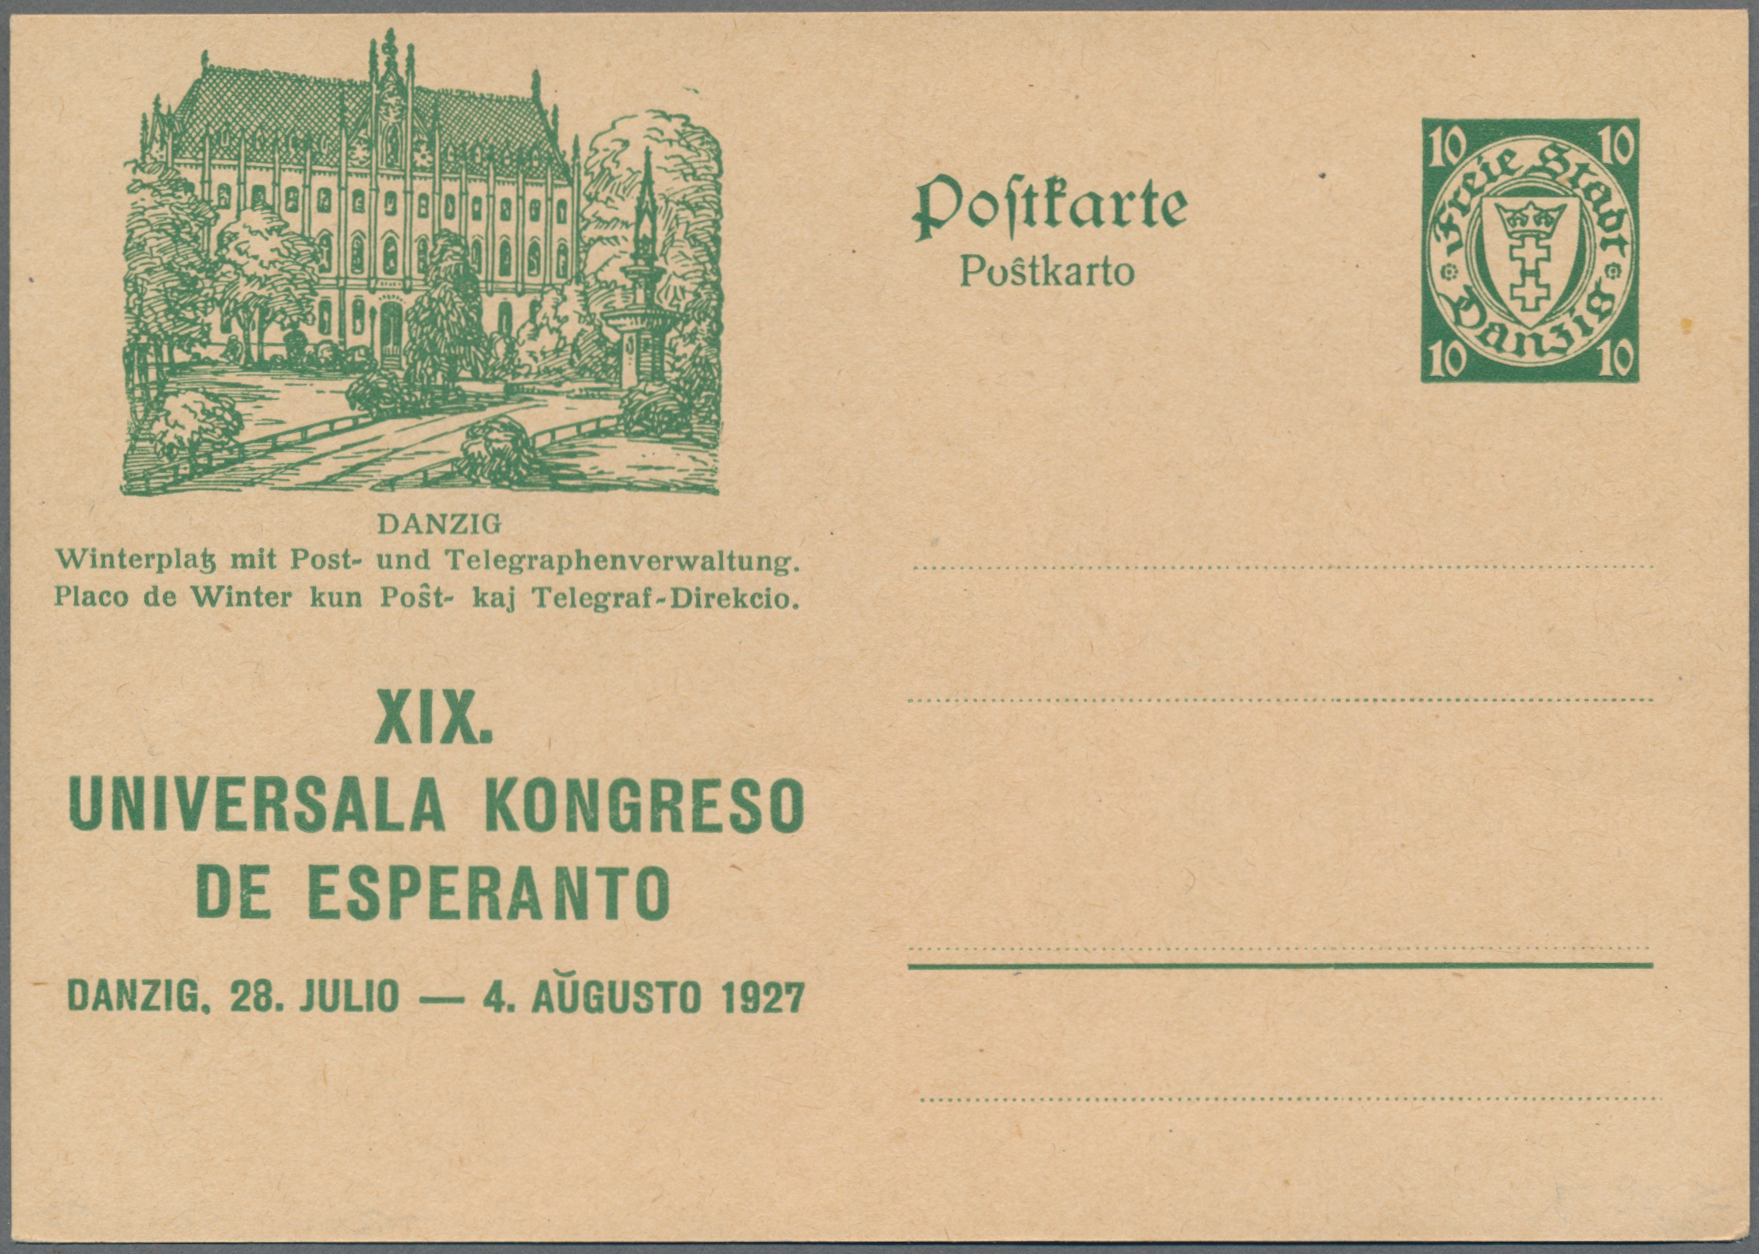 DANZIG
Winterplatz mit Post- und Telegraphenverwaltung.
Placo de Winter kun Poŝt- kaj Telegraf-Direkcio.
XIX.
UNIVERSALA KONGRESO
DE ESPERANTO
DANZIG, 28. JULIO — 4. AŬGUSTO 1927
Poſtkarte
Poŝtkarto
10 10
Freie Stadt
Danzig
10 10